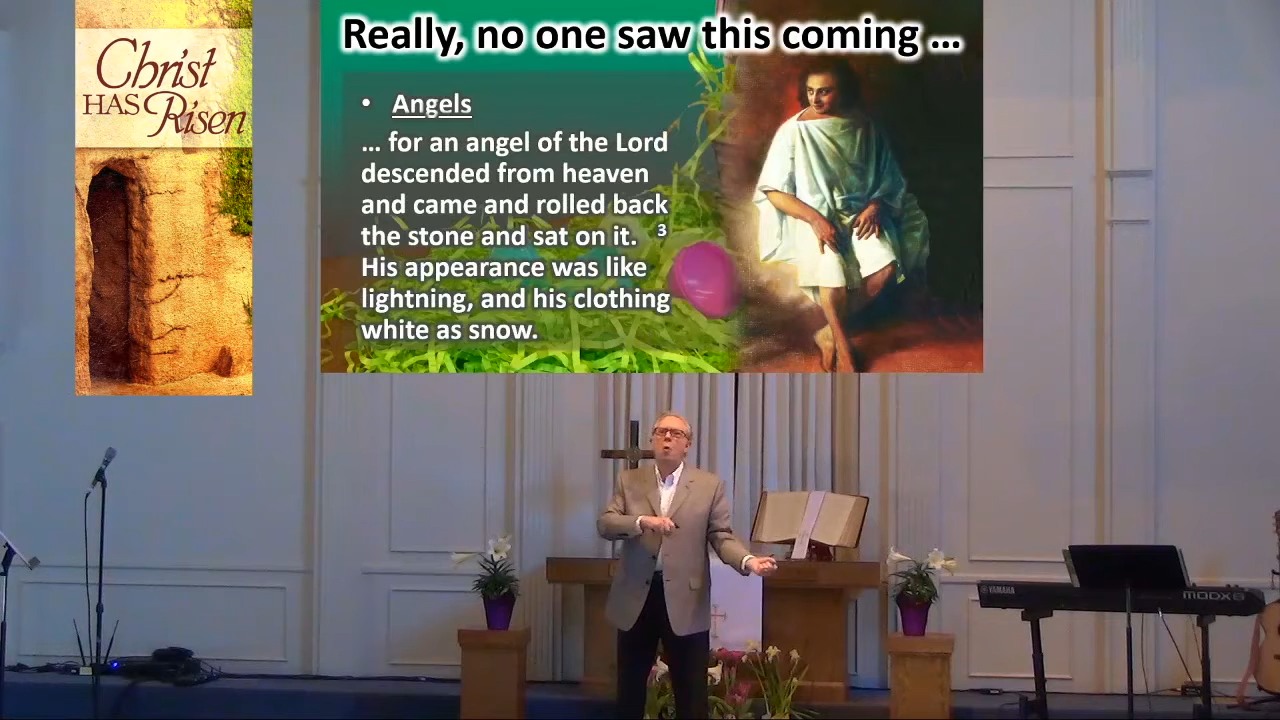 Christ
HAS Risen
Really, no one saw this coming ...
• Angels
... for an angel of the Lord
descended from heaven
and came and rolled back
the stone and sat on it. ³
His appearance was like
lightning, and his clothing
white as snow.
YAMAHA
MODX8